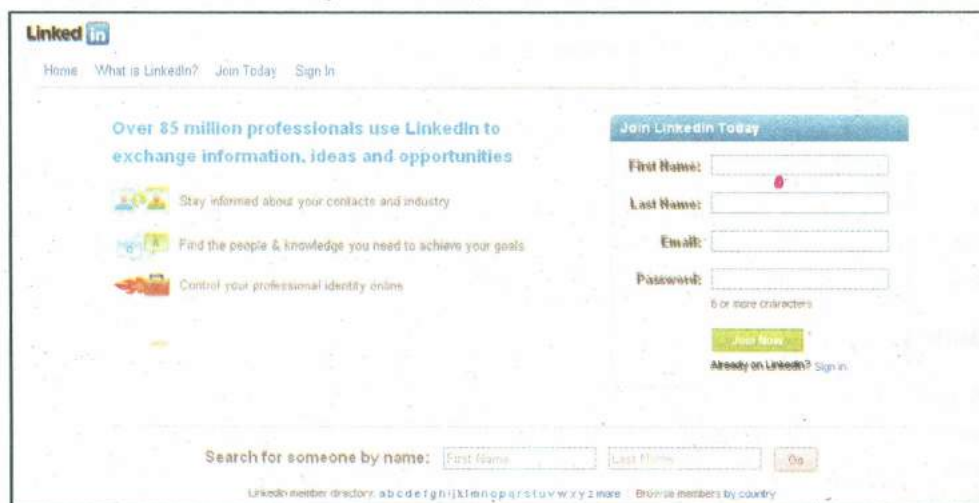 Linked in
Home What is LinkedIn? Join Today Sign In
Over 85 million professionals use LinkedIn to
exchange information, ideas and opportunities
Stay informed about your contacts and industry
Find the people & knowledge you need to achieve your goals
Control your professional identity online
Join LinkedIn Today
First Name:
Last Name:
Email:
Password:
6 or more characters
Join Now
Already on LinkedIn? Sign in
Search for someone by name: First Name Last Name Go
LinkedIn member directory: a b c d e f g h i j k l m n o p q r s t u v w x y z more Browse members by country